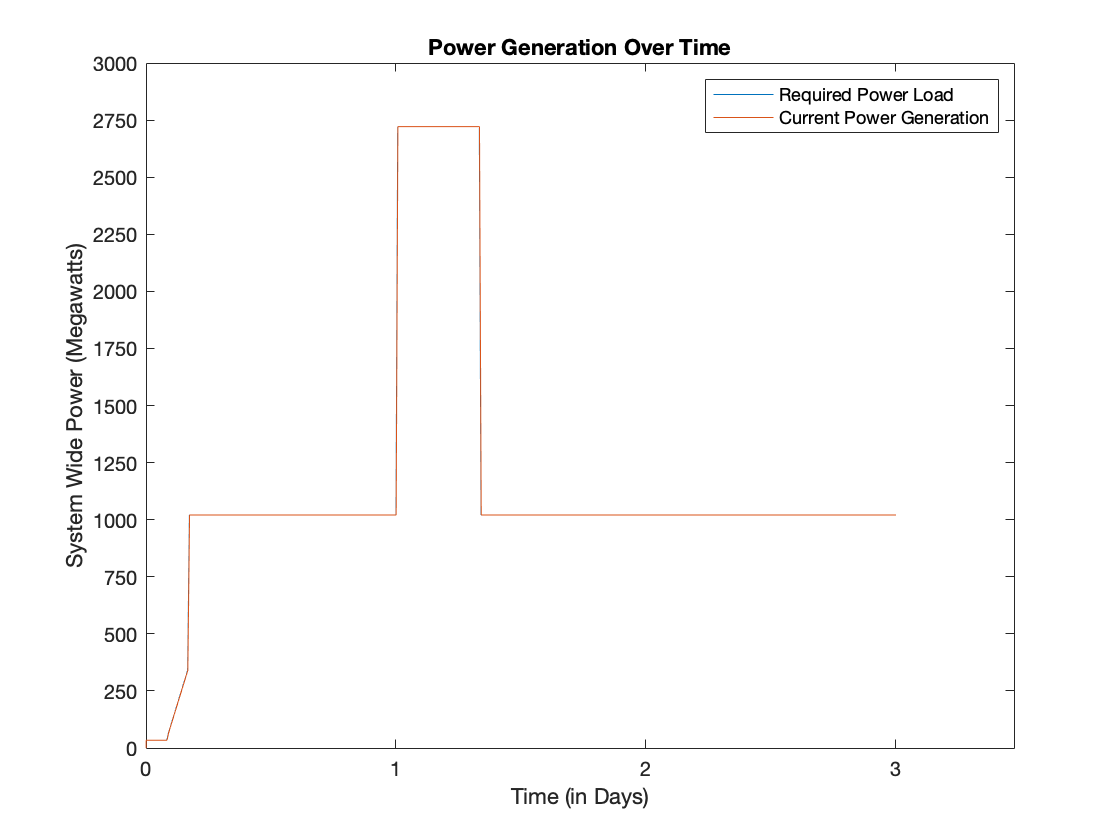 Power Generation Over Time
3000
2750
2500
2250
2000
1750
1500
1250
1000
750
500
250
0
System Wide Power (Megawatts)
Required Power Load
Current Power Generation
0 1 2 3
Time (in Days)